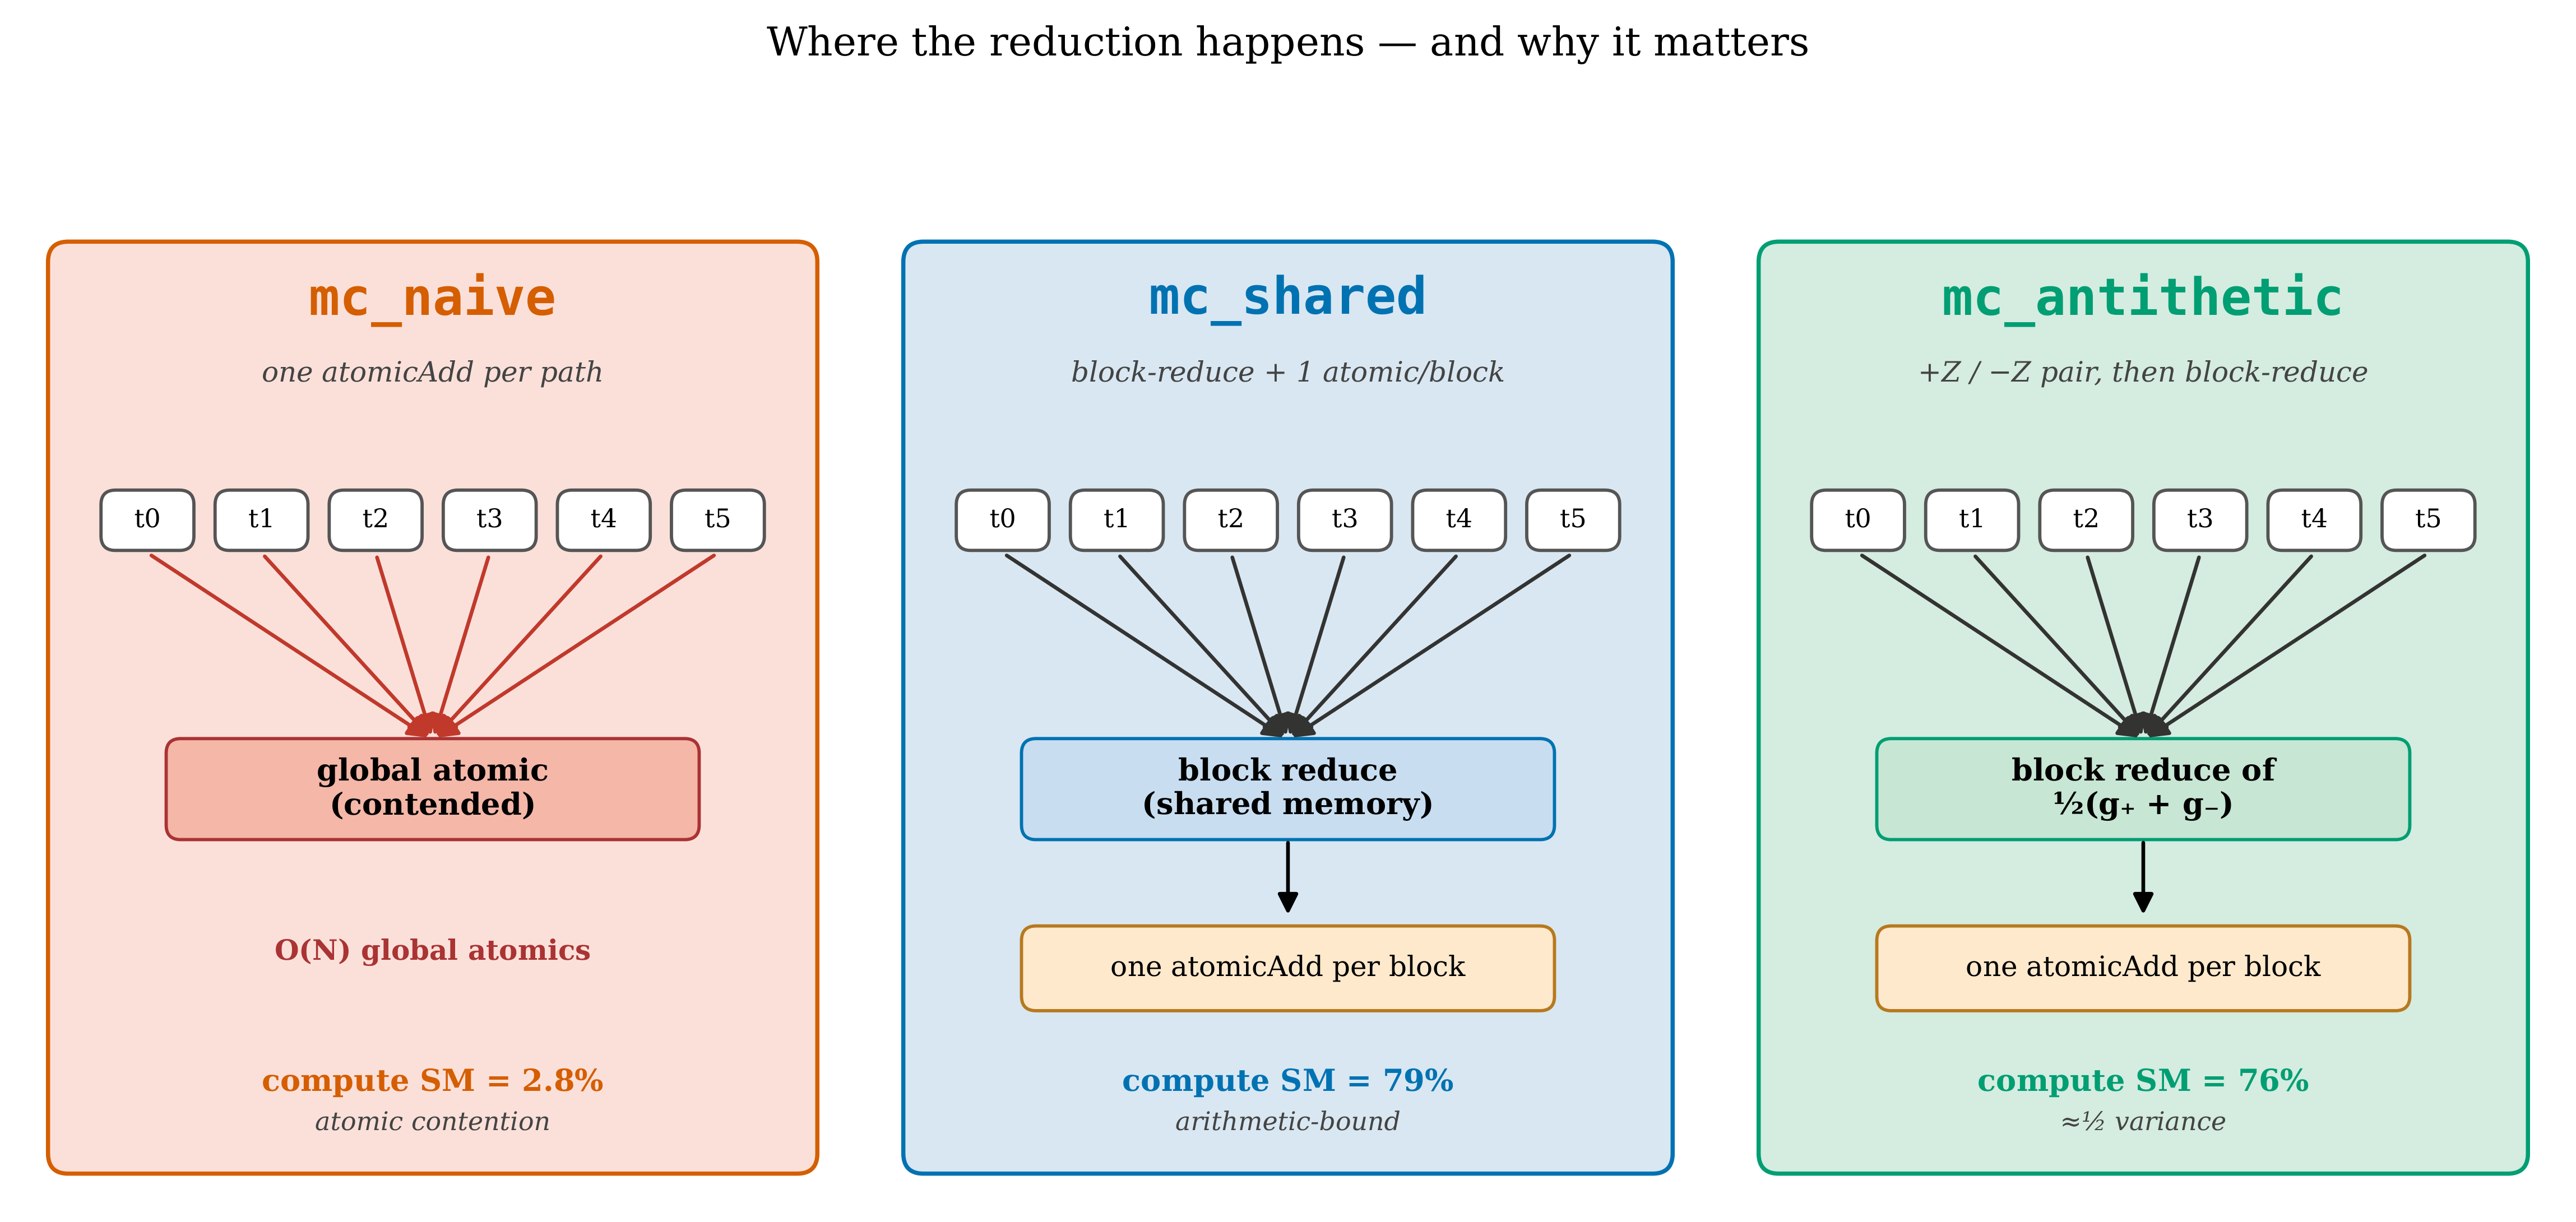 Where the reduction happens — and why it matters
mc_naive
one atomicAdd per path
t0 t1 t2 t3 t4 t5
global atomic
(contended)
O(N) global atomics
compute SM = 2.8%
atomic contention
mc_shared
block-reduce + 1 atomic/block
t0 t1 t2 t3 t4 t5
block reduce
(shared memory)
one atomicAdd per block
compute SM = 79%
arithmetic-bound
mc_antithetic
+Z / −Z pair, then block-reduce
t0 t1 t2 t3 t4 t5
block reduce of
½(g₊ + g₋)
one atomicAdd per block
compute SM = 76%
≈½ variance